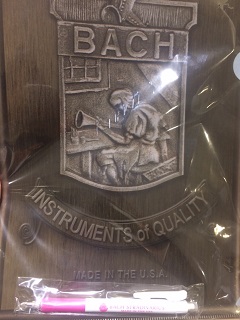 BACH
INSTRUMENTS of QUALITY
MADE IN THE U.S.A.